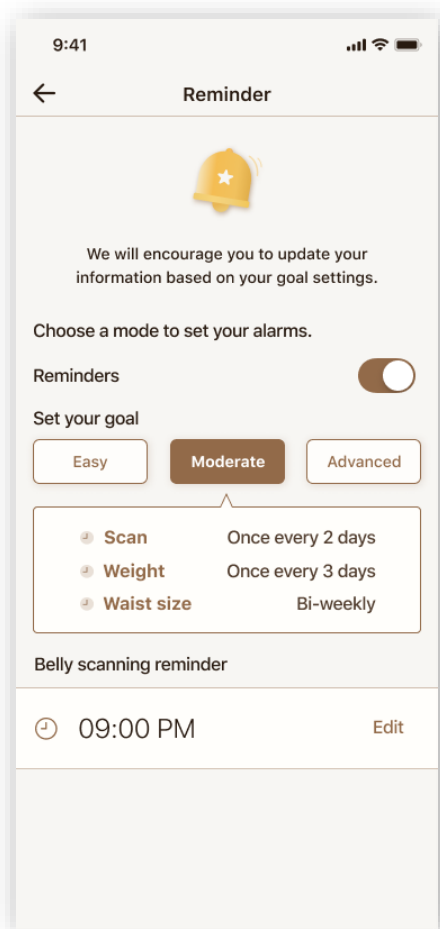 9:41
Reminder
We will encourage you to update your
information based on your goal settings.
Choose a mode to set your alarms.
Reminders
Set your goal
Easy Moderate Advanced
Scan Once every 2 days
Weight Once every 3 days
Waist size Bi-weekly
Belly scanning reminder
09:00 PM Edit